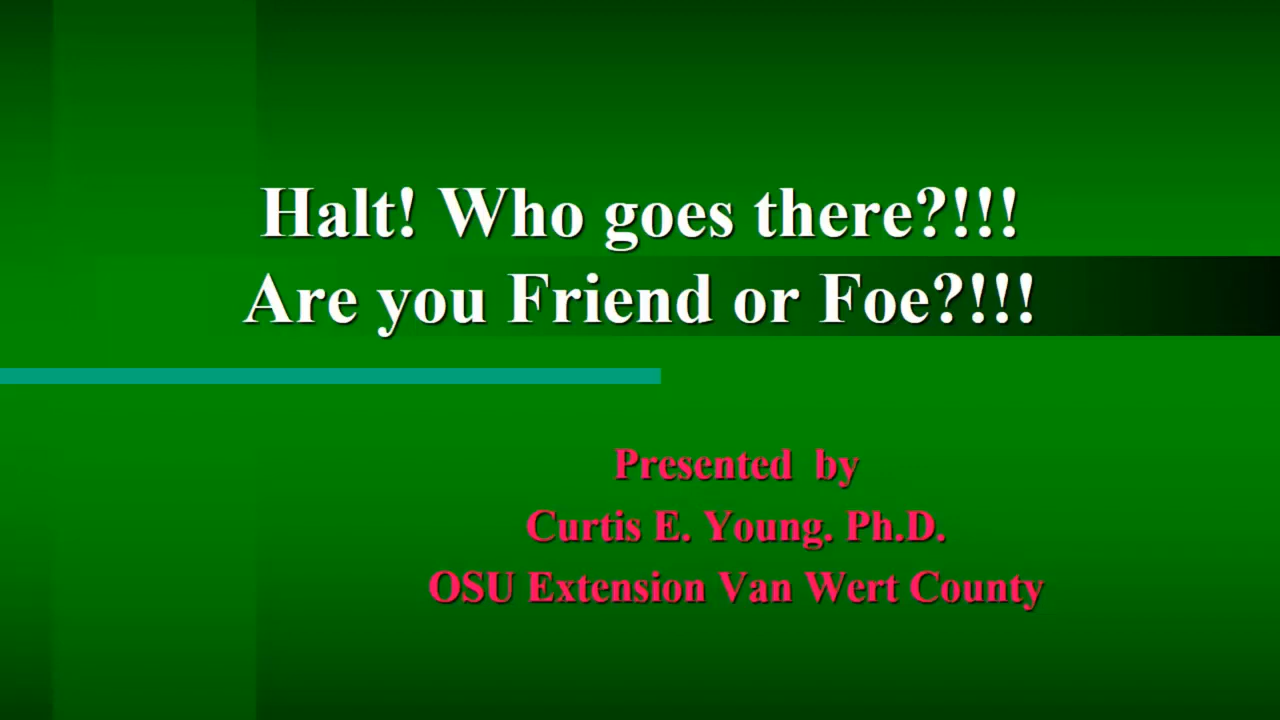 Halt! Who goes there?!!!
Are you Friend or Foe?!!!
Presented by
Curtis E. Young. Ph.D.
OSU Extension Van Wert County